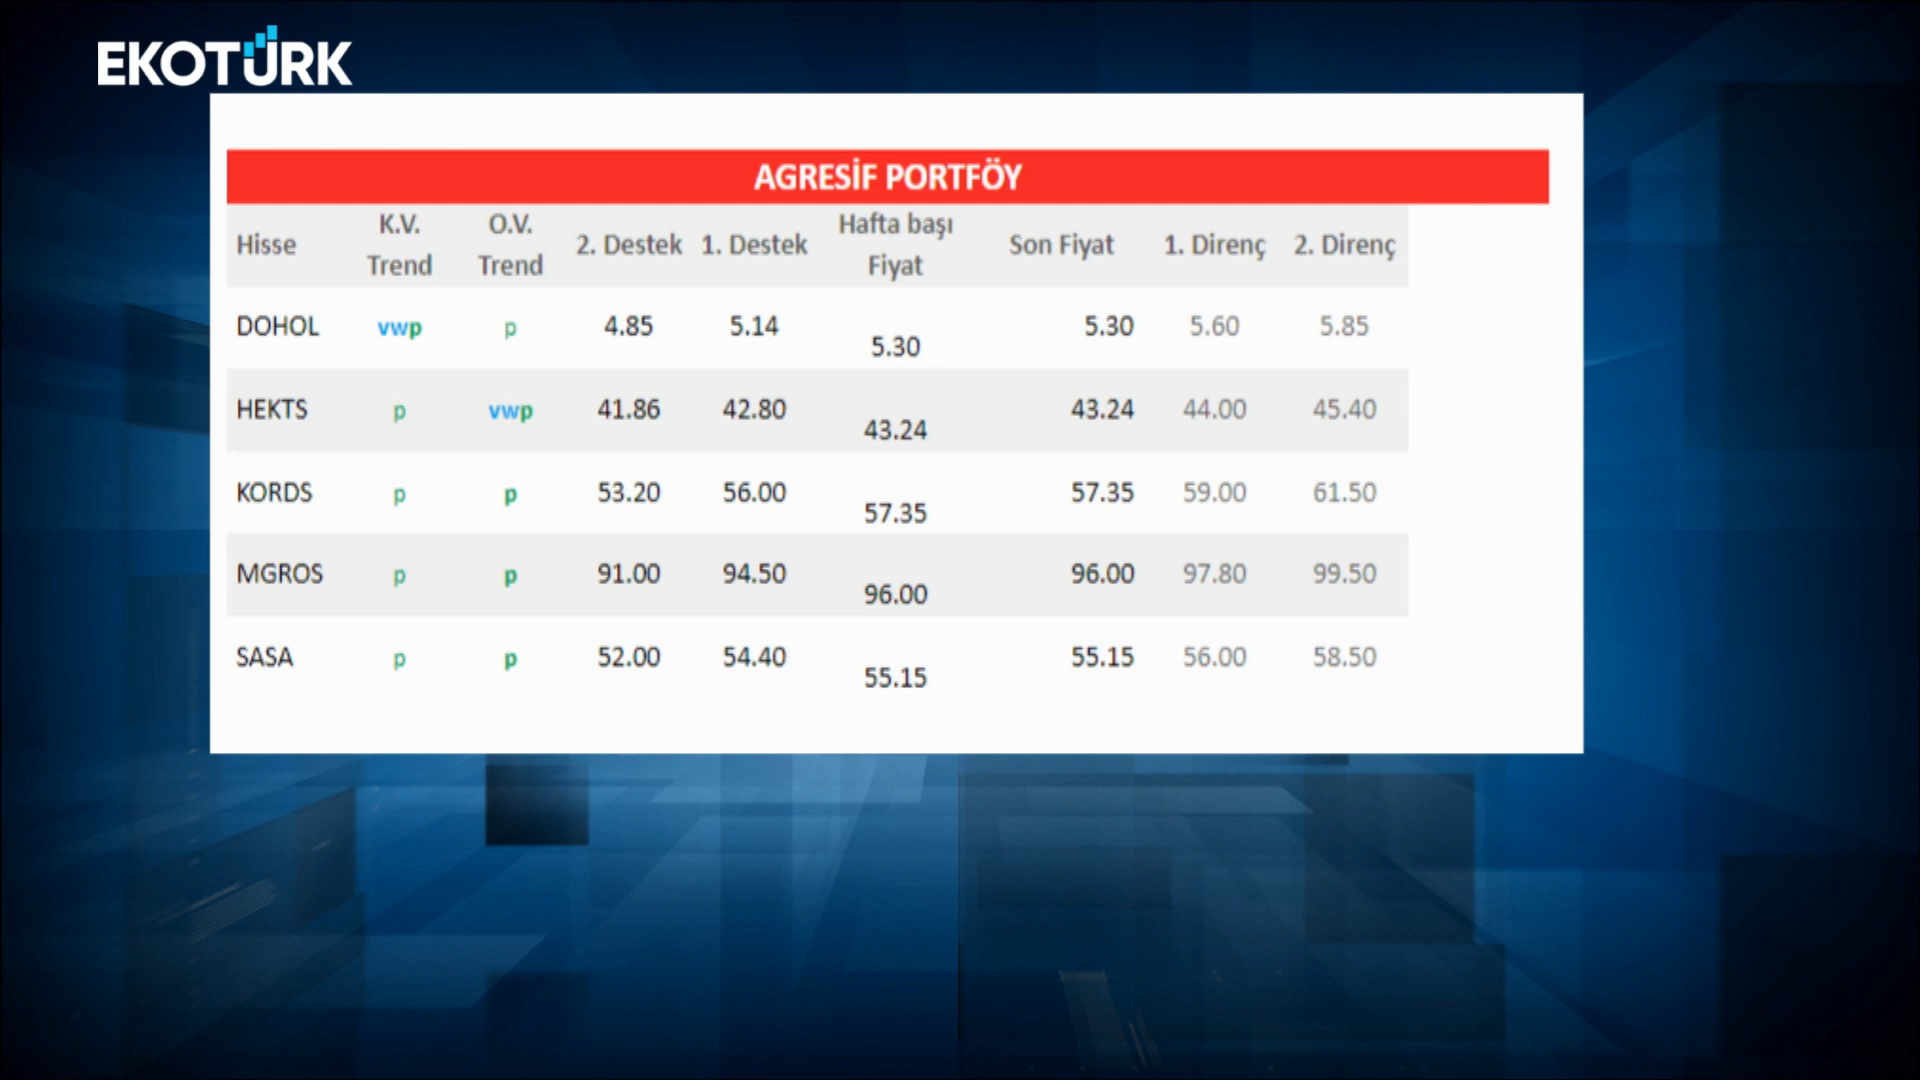 EKOTÜRK
AGRESİF PORTFÖY
Hisse K.V. Trend O.V. Trend 2. Destek 1. Destek Hafta başı Fiyat Son Fiyat 1. Direnç 2. Direnç
DOHOL vwp p 4.85 5.14 5.30 5.30 5.60 5.85
HEKTS p vwp 41.86 42.80 43.24 43.24 44.00 45.40
KORDS p p 53.20 56.00 57.35 57.35 59.00 61.50
MGROS p p 91.00 94.50 96.00 96.00 97.80 99.50
SASA p p 52.00 54.40 55.15 55.15 56.00 58.50